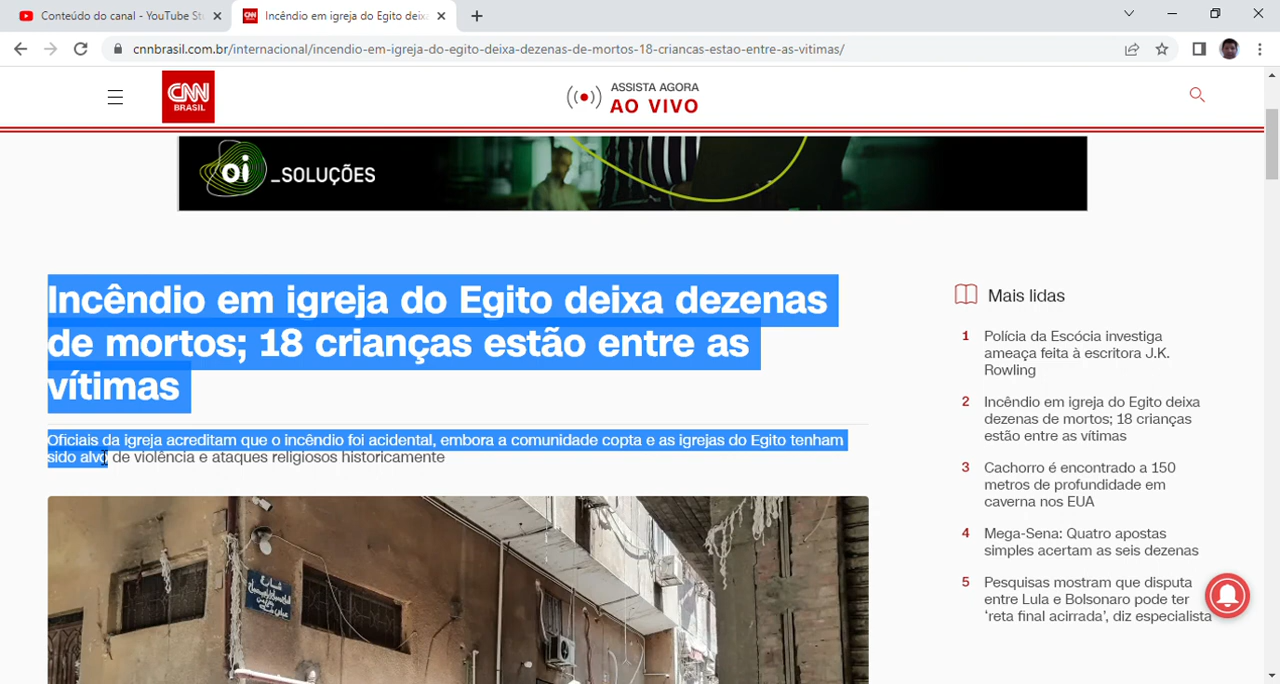 Conteúdo do canal - YouTube St
Incêndio em igreja do Egito deixa
cnnbrasil.com.br/internacional/incendio-em-igreja-do-egito-deixa-dezenas-de-mortos-18-criancas-estao-entre-as-vitimas/
CNN
BRASIL
ASSISTA AGORA
AO VIVO
oi _SOLUÇÕES
Incêndio em igreja do Egito deixa dezenas
de mortos; 18 crianças estão entre as
vítimas
Oficiais da igreja acreditam que o incêndio foi acidental, embora a comunidade copta e as igrejas do Egito tenham
sido alvo de violência e ataques religiosos historicamente
Mais lidas
1 Polícia da Escócia investiga
ameaça feita à escritora J.K.
Rowling
2 Incêndio em igreja do Egito deixa
dezenas de mortos; 18 crianças
estão entre as vítimas
3 Cachorro é encontrado a 150
metros de profundidade em
caverna nos EUA
4 Mega-Sena: Quatro apostas
simples acertam as seis dezenas
5 Pesquisas mostram que disputa
entre Lula e Bolsonaro pode ter
‘reta final acirrada’, diz especialista